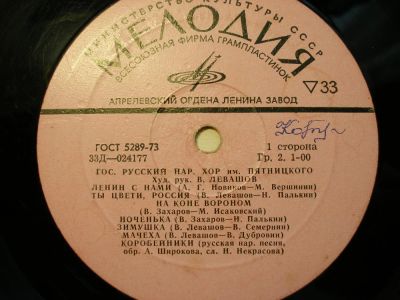 МИНИСТЕРСТВО КУЛЬТУРЫ СССР
МЕЛОДИЯ
ВСЕСОЮЗНАЯ ФИРМА ГРАМПЛАСТИНОК
▽33
АПРЕЛЕВСКИЙ ОРДЕНА ЛЕНИНА ЗАВОД
ГОСТ 5289-73
1 сторона
33Д—024177
Гр. 2. 1-00
ГОС. РУССКИЙ НАР. ХОР им. ПЯТНИЦКОГО
Худ. рук. В. ЛЕВАШОВ
ЛЕНИН С НАМИ (А. Г. Новиков—М. Вершинин)
ТЫ ЦВЕТИ, РОССИЯ (В. Левашов—Н. Палькин)
НА КОНЕ ВОРОНОМ
(В. Захаров—М. Исаковский)
НОЧЕНЬКА (В. Захаров—Н. Палькин)
ЗИМУШКА (В. Левашов—В. Семернин)
МАЧЕХА (В. Левашов—В. Дубровин)
КОРОБЕЙНИКИ (русская нар. песня,
обр. А. Широкова, сл. Н. Некрасова)